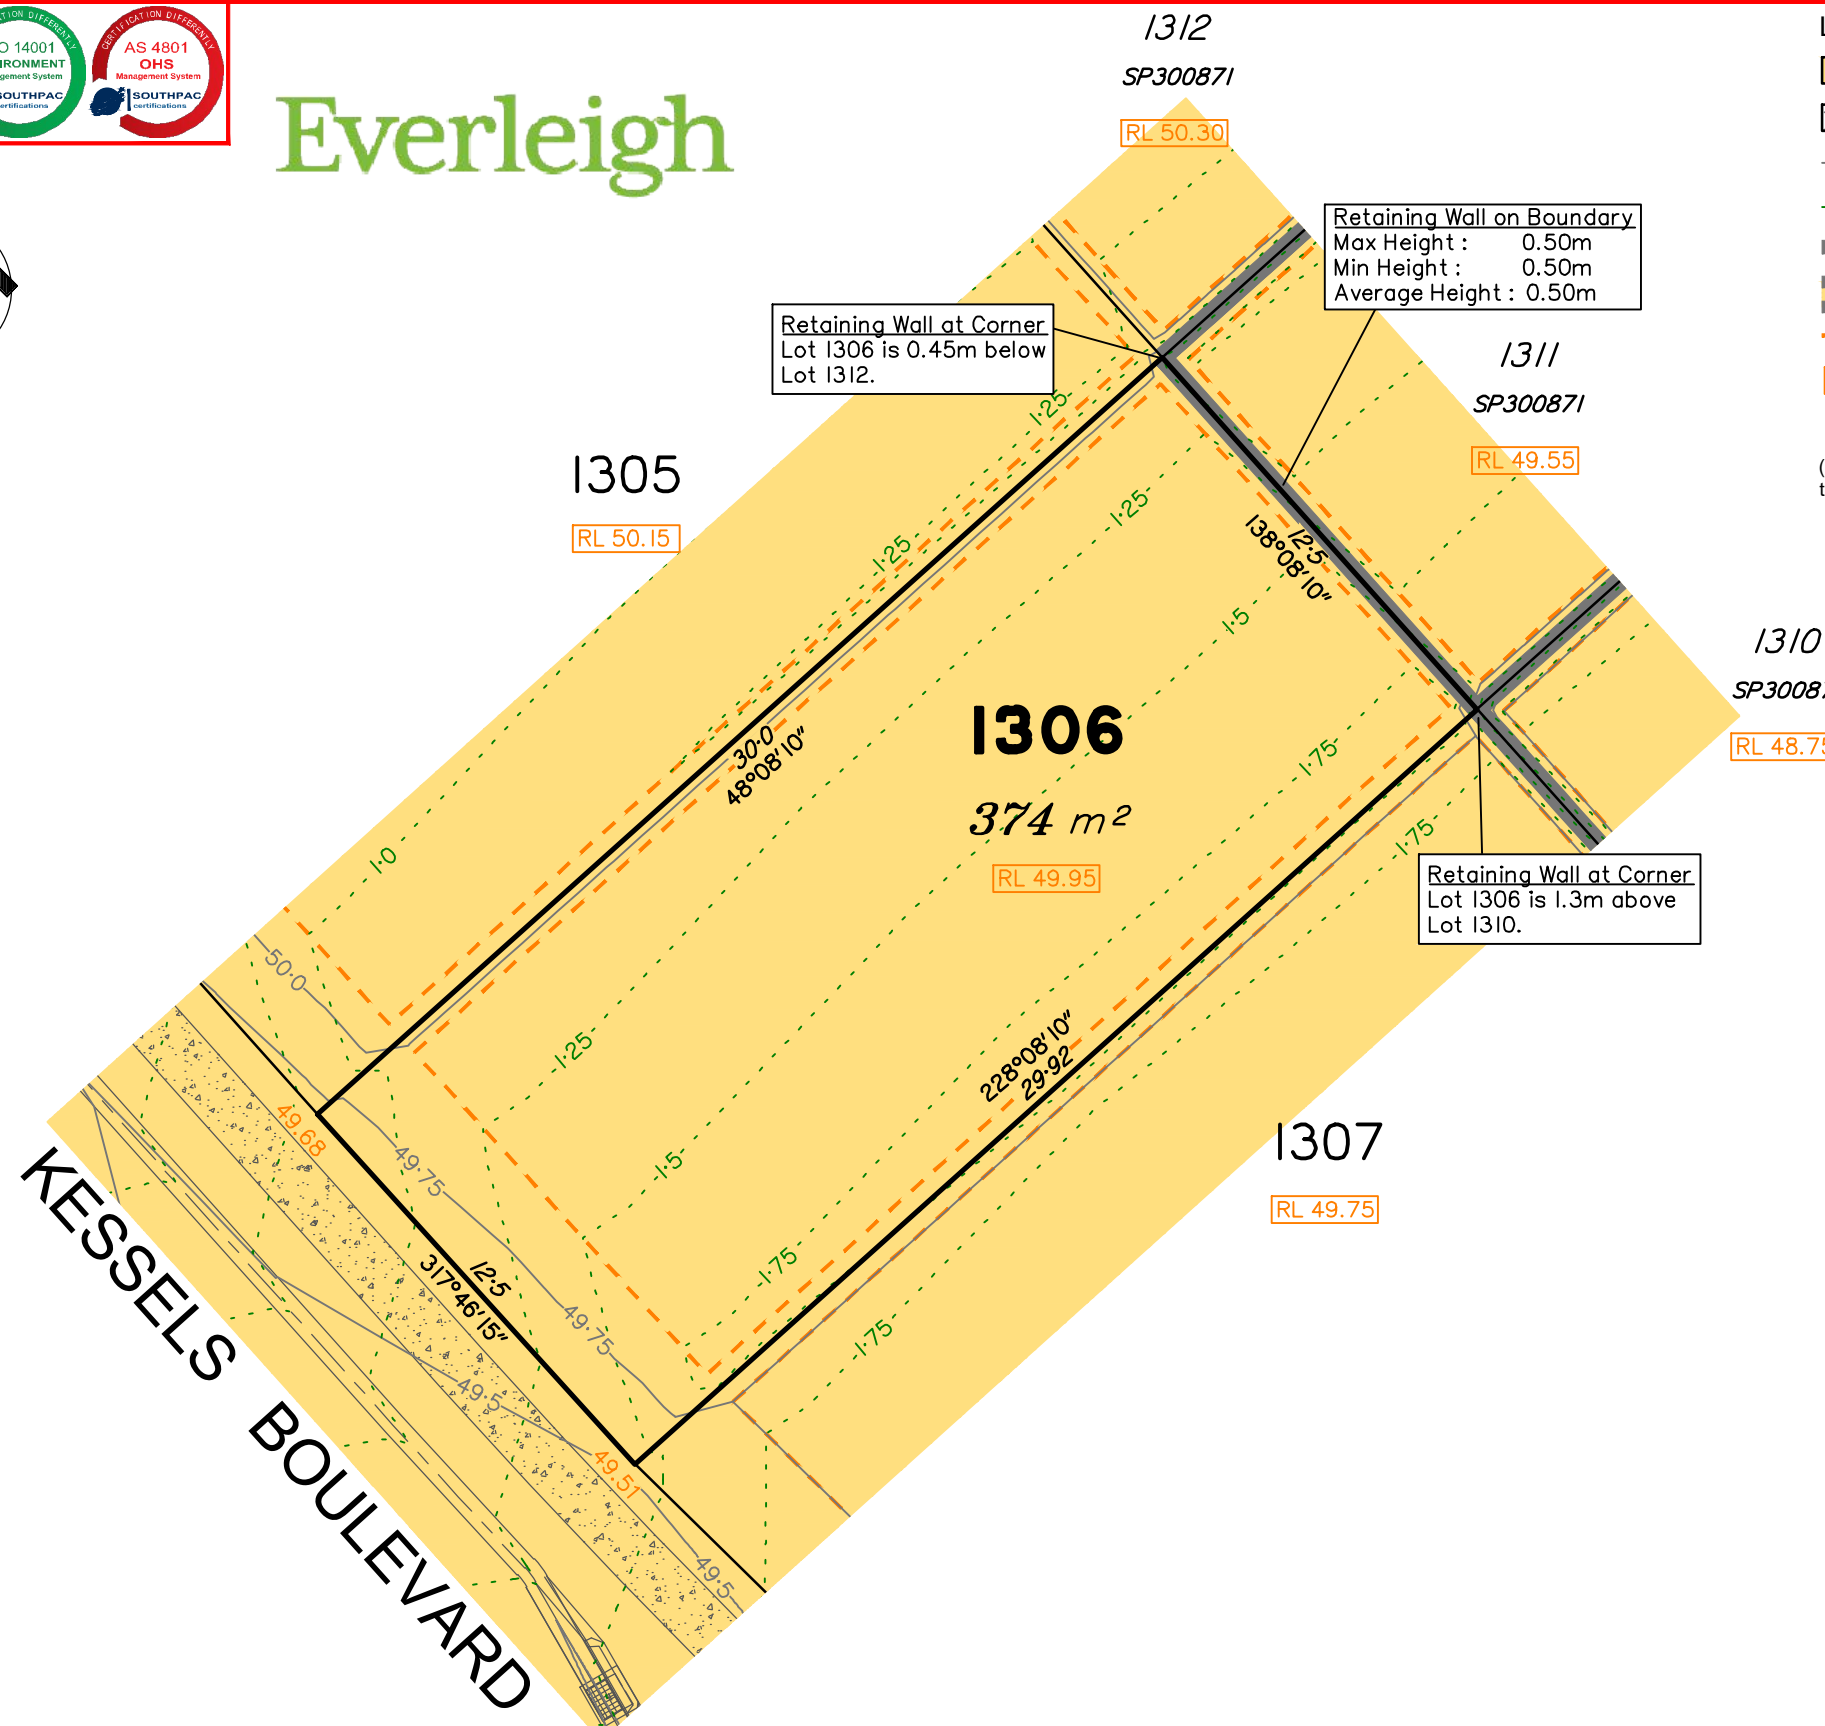 AS 4801
OHS
Management System
SOUTHPAC
certifications
CERTIFICATION DIFFERENTLY
O 14001
SOUTHPAC
Everleigh
1312
SP300871
RL 50.30
Retaining Wall on Boundary
Max Height : 0.50m
Min Height : 0.50m
Average Height : 0.50m
Retaining Wall at Corner
Lot 1306 is 0.45m below
Lot 1312.
1311
SP300871
RL 49.55
1305
RL 50.15
1·25
1·25
1·25
12·5
138°08'10"
1·5
1310
SP30087
RL 48.75
30·0
48°08'10"
1306
374 m²
RL 49.95
1·75
1·75
1·0
Retaining Wall at Corner
Lot 1306 is 1.3m above
Lot 1310.
50·0
1·25
228°08'10"
29·92
49.68
49·75
1·5
1307
RL 49.75
12·5
317°46'15"
49·75
1·75
1·75
49·5
49.51
49·5
KESSELS BOULEVARD